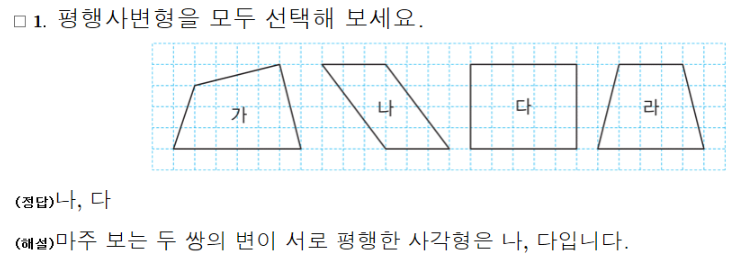 □ 1. 평행사변형을 모두 선택해 보세요.
가 나 다 라
(정답)나, 다
(해설)마주 보는 두 쌍의 변이 서로 평행한 사각형은 나, 다입니다.